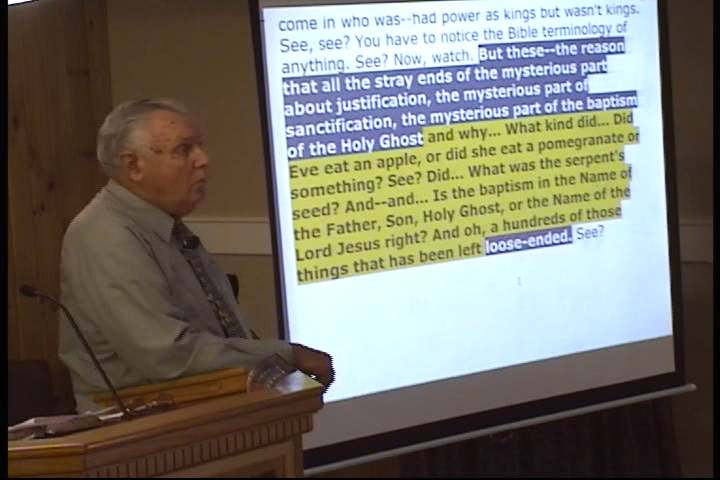 come in who was--had power as kings but wasn't kings.
See, see? You have to notice the Bible terminology of
anything. See? Now, watch. But these--the reason
that all the stray ends of the mysterious part
about justification, the mysterious part of
sanctification, the mysterious part of the baptism
of the Holy Ghost and why... What kind did... Did
Eve eat an apple, or did she eat a pomegranate or
something? See? Did... What was the serpent's
seed? And--and... Is the baptism in the Name of
the Father, Son, Holy Ghost, or the Name of the
Lord Jesus right? And oh, a hundreds of those
things that has been left loose-ended. See?